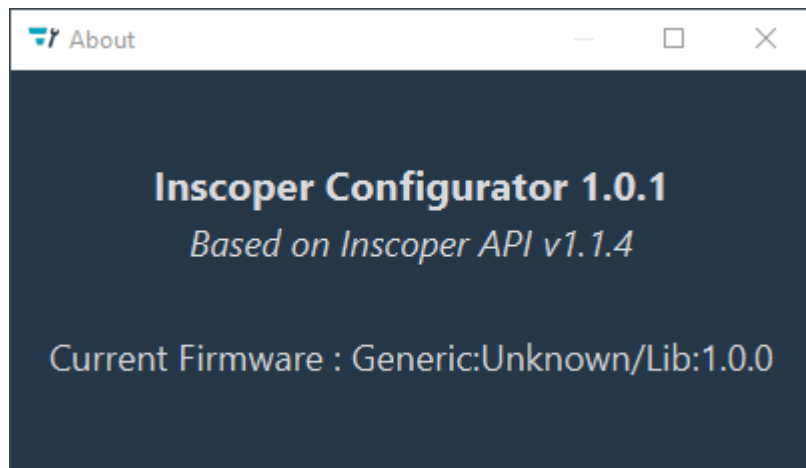 About
Inscoper Configurator 1.0.1
Based on Inscoper API v1.1.4
Current Firmware : Generic:Unknown/Lib:1.0.0